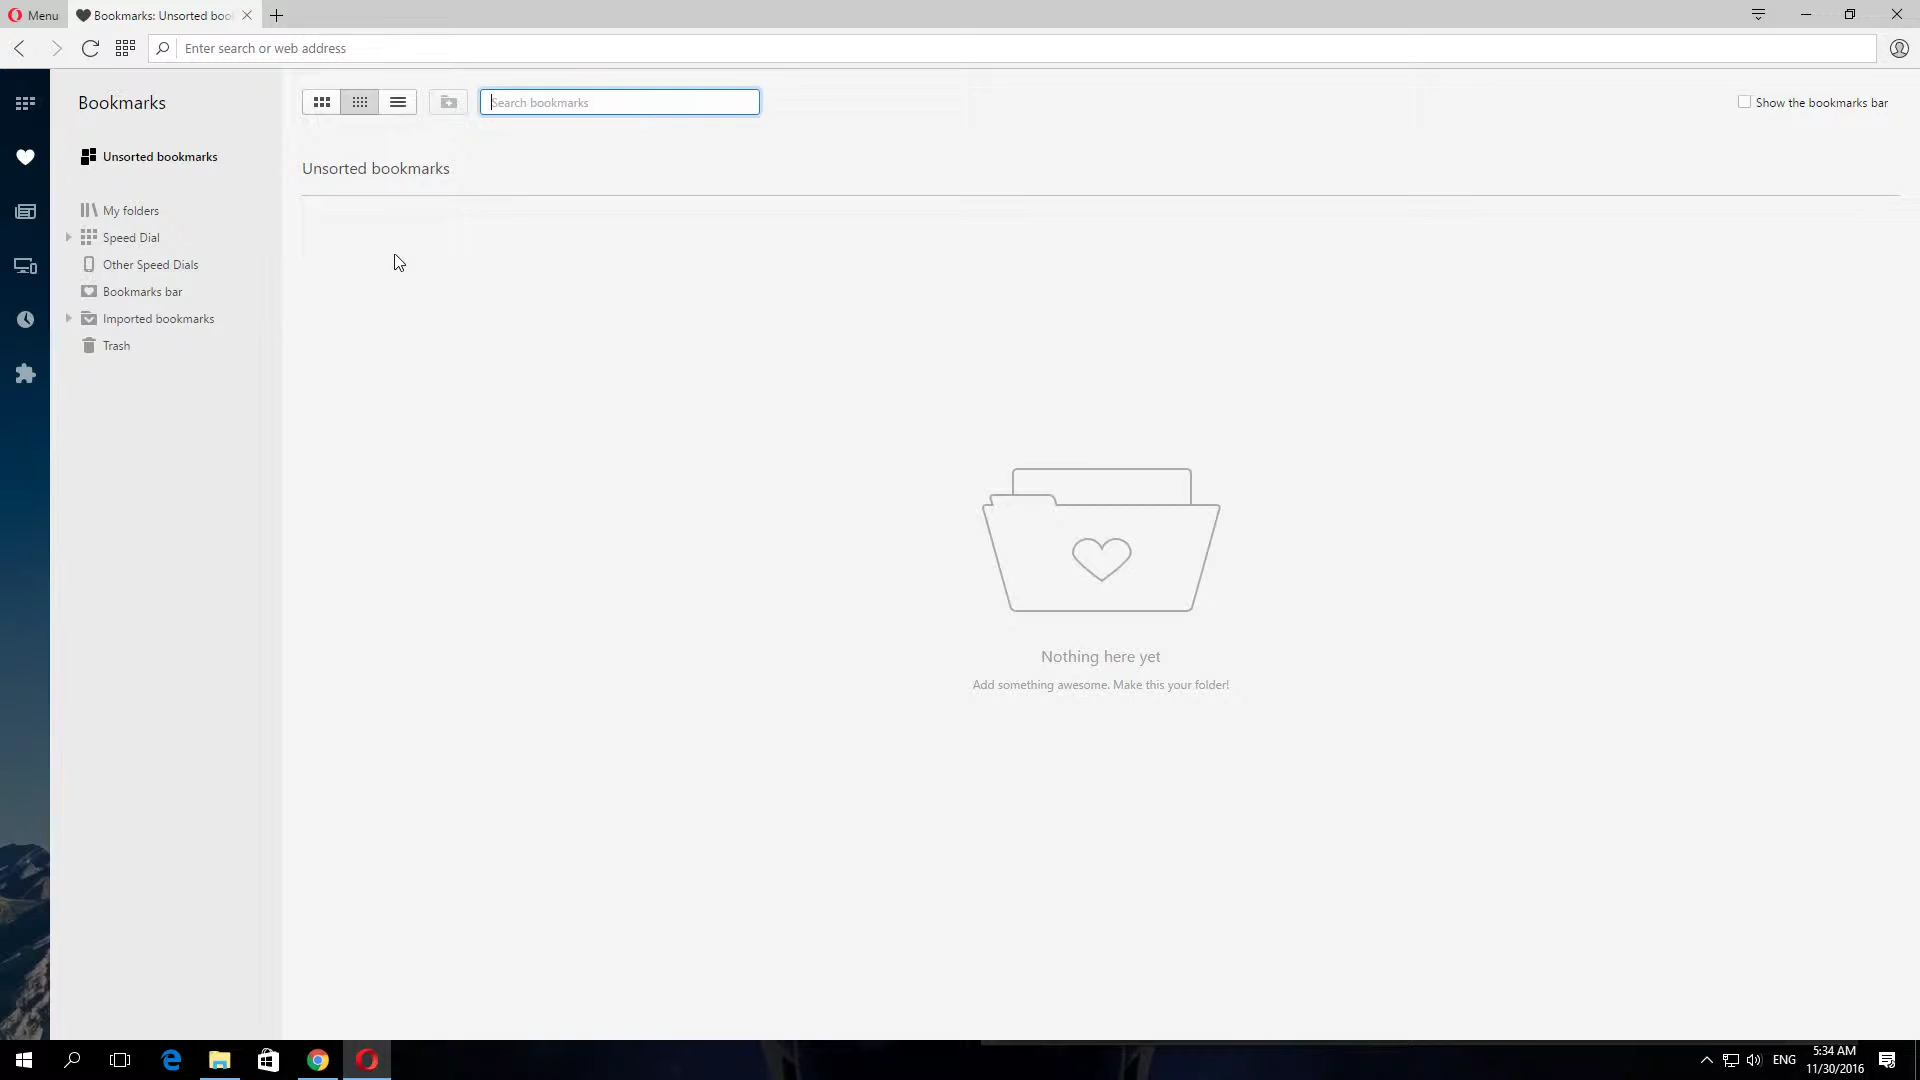 Menu
Bookmarks: Unsorted boo
Enter search or web address
Bookmarks
Search bookmarks
Show the bookmarks bar
Unsorted bookmarks
Unsorted bookmarks
My folders
Speed Dial
Other Speed Dials
Bookmarks bar
Imported bookmarks
Trash
Nothing here yet
Add something awesome. Make this your folder!
ENG
5:34 AM
11/30/2016